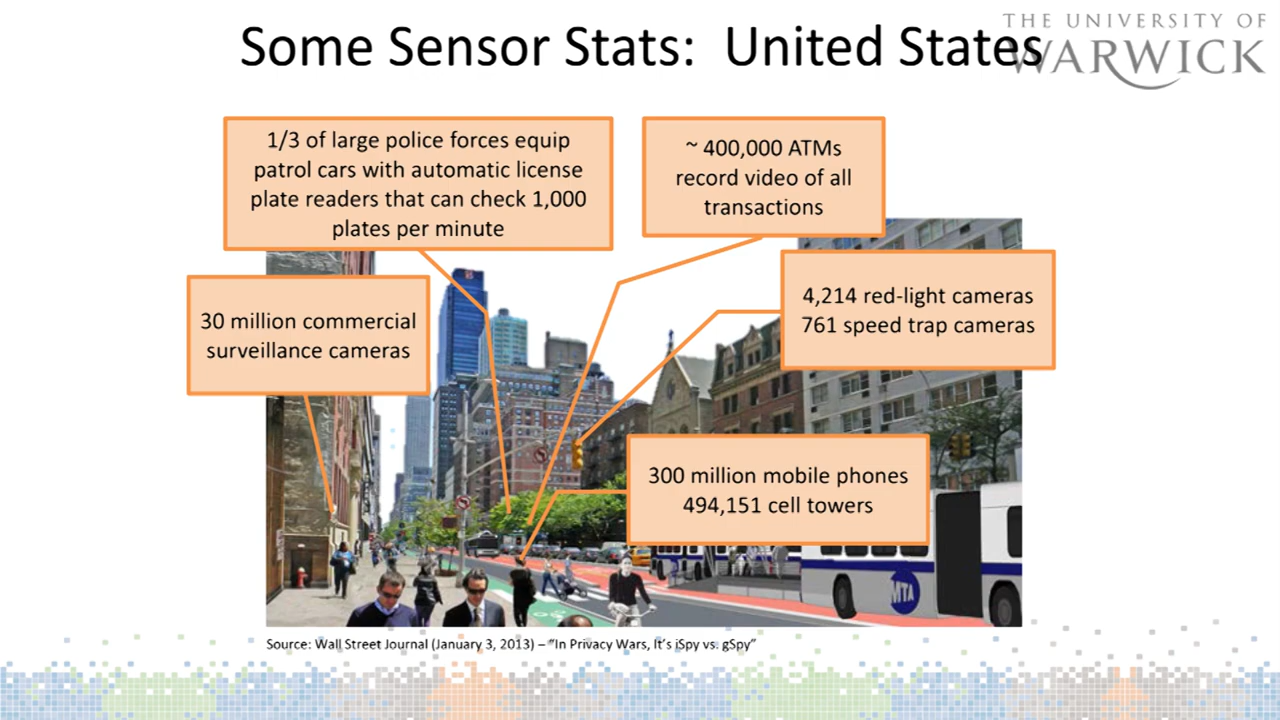 Some Sensor Stats: United States
THE UNIVERSITY OF
WARWICK
1/3 of large police forces equip
patrol cars with automatic license
plate readers that can check 1,000
plates per minute
~ 400,000 ATMs
record video of all
transactions
30 million commercial
surveillance cameras
4,214 red-light cameras
761 speed trap cameras
300 million mobile phones
494,151 cell towers
MTA
Source: Wall Street Journal (January 3, 2013) – "In Privacy Wars, It's iSpy vs. gSpy"